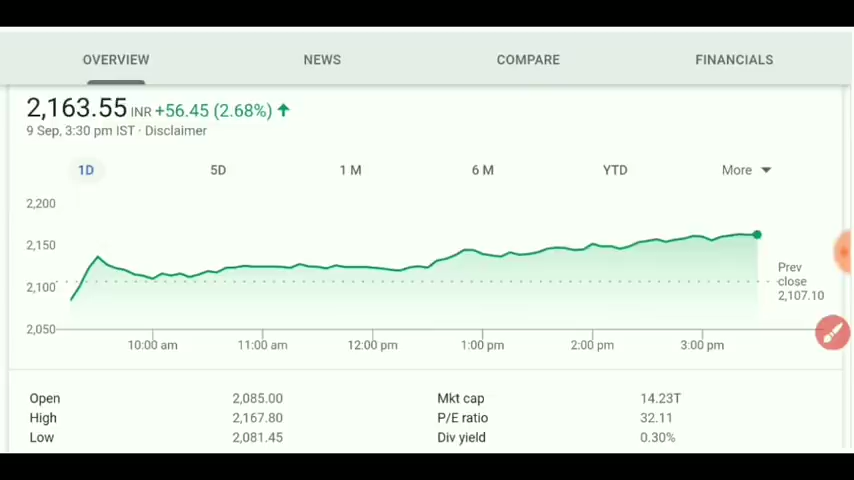 OVERVIEW NEWS COMPARE FINANCIALS
2,163.55 INR +56.45 (2.68%) ↑
9 Sep, 3:30 pm IST · Disclaimer
1D 5D 1 M 6 M YTD More
2,200
2,150
2,100
2,050
Prev
close
2,107.10
10:00 am 11:00 am 12:00 pm 1:00 pm 2:00 pm 3:00 pm
Open 2,085.00 Mkt cap 14.23T
High 2,167.80 P/E ratio 32.11
Low 2,081.45 Div yield 0.30%